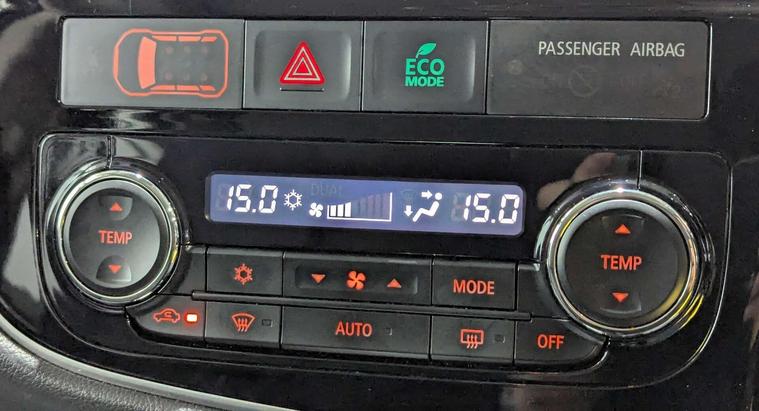 PASSENGER AIRBAG
ECO
MODE
DUAL
15.0 15.0
TEMP
TEMP
MODE
AUTO
OFF